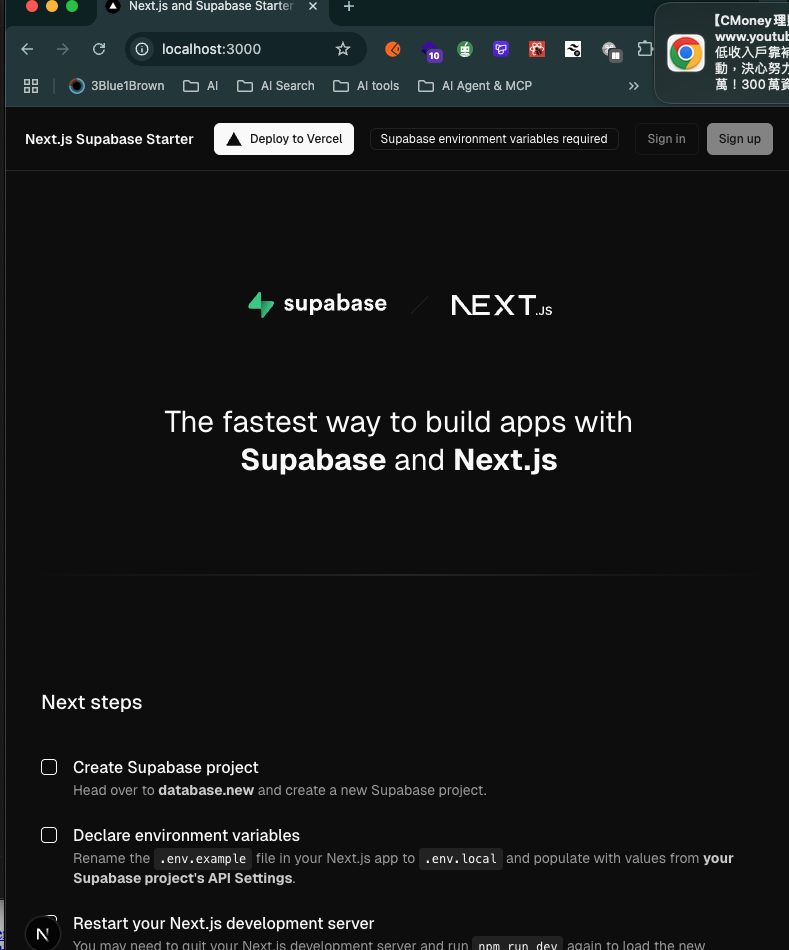 Next.js and Supabase Starter
localhost:3000
10
【CMoney理
www.youtub
低收入戶靠補
動，決心努力
萬！300萬資
3Blue1Brown
AI
AI Search
AI tools
AI Agent & MCP
Next.js Supabase Starter
Deploy to Vercel
Supabase environment variables required
Sign in
Sign up
supabase
NEXT.JS
The fastest way to build apps with
Supabase and Next.js
Next steps
Create Supabase project
Head over to database.new and create a new Supabase project.
Declare environment variables
Rename the .env.example file in your Next.js app to .env.local and populate with values from your
Supabase project's API Settings.
Restart your Next.js development server
You may need to quit your Next.js development server and run npm run dev again to load the new
N